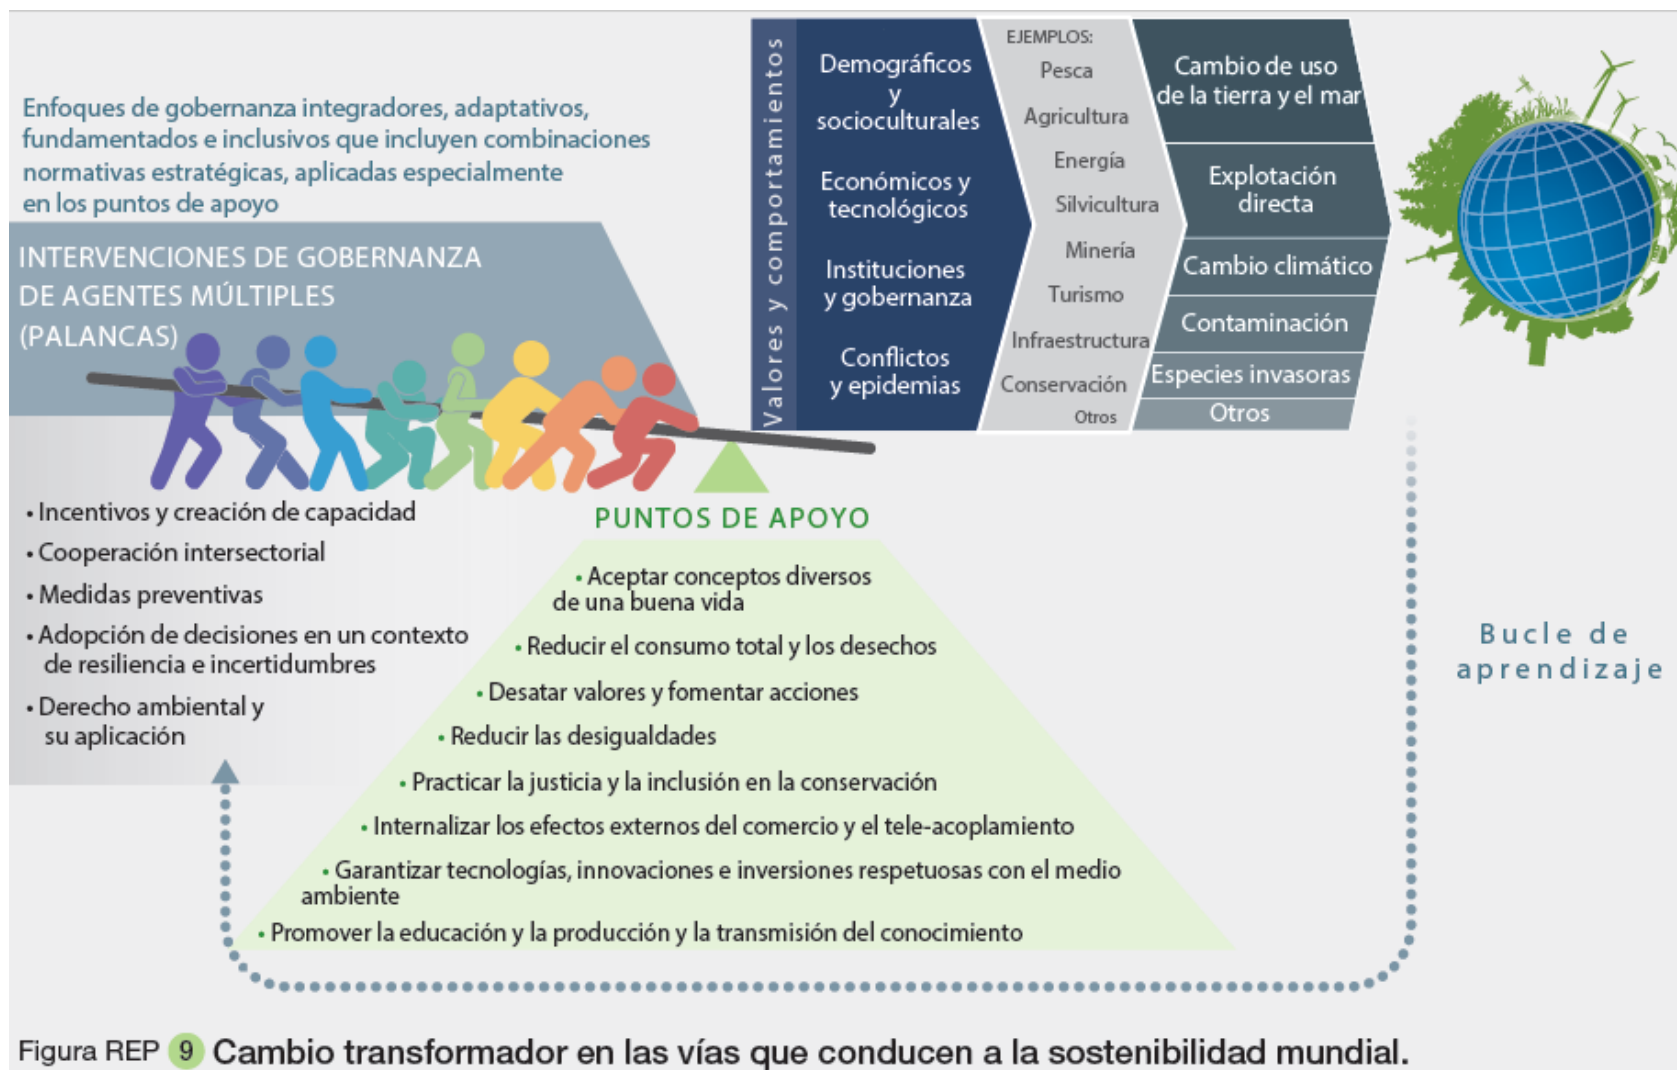 Enfoques de gobernanza integradores, adaptativos,
fundamentados e inclusivos que incluyen combinaciones
normativas estratégicas, aplicadas especialmente
en los puntos de apoyo
INTERVENCIONES DE GOBERNANZA
DE AGENTES MÚLTIPLES
(PALANCAS)
• Incentivos y creación de capacidad
• Cooperación intersectorial
• Medidas preventivas
• Adopción de decisiones en un contexto
de resiliencia e incertidumbres
• Derecho ambiental y
su aplicación
Valores y comportamientos
Demográficos
y
socioculturales
Económicos y
tecnológicos
Instituciones
y gobernanza
Conflictos
y epidemias
EJEMPLOS:
Pesca
Agricultura
Energía
Silvicultura
Minería
Turismo
Infraestructura
Conservación
Otros
Cambio de uso
de la tierra y el mar
Explotación
directa
Cambio climático
Contaminación
Especies invasoras
Otros
PUNTOS DE APOYO
• Aceptar conceptos diversos
de una buena vida
• Reducir el consumo total y los desechos
• Desatar valores y fomentar acciones
• Reducir las desigualdades
• Practicar la justicia y la inclusión en la conservación
• Internalizar los efectos externos del comercio y el tele-acoplamiento
• Garantizar tecnologías, innovaciones e inversiones respetuosas con el medio
ambiente
• Promover la educación y la producción y la transmisión del conocimiento
Bucle de
aprendizaje
Figura REP 9 Cambio transformador en las vías que conducen a la sostenibilidad mundial.